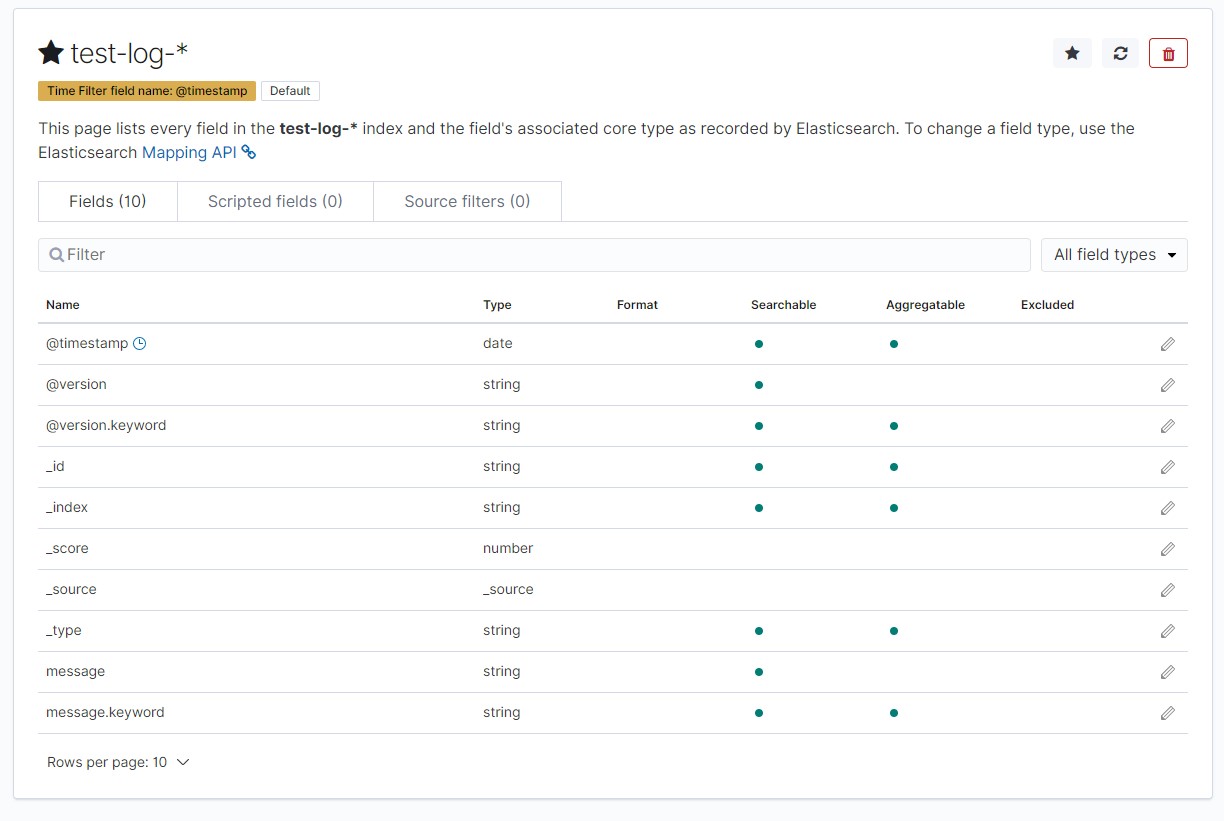 test-log-*
Time Filter field name: @timestamp Default
This page lists every field in the test-log-* index and the field's associated core type as recorded by Elasticsearch. To change a field type, use the
Elasticsearch Mapping API
Fields (10) Scripted fields (0) Source filters (0)
Filter All field types
Name Type Format Searchable Aggregatable Excluded
@timestamp date
@version string
@version.keyword string
_id string
_index string
_score number
_source _source
_type string
message string
message.keyword string
Rows per page: 10